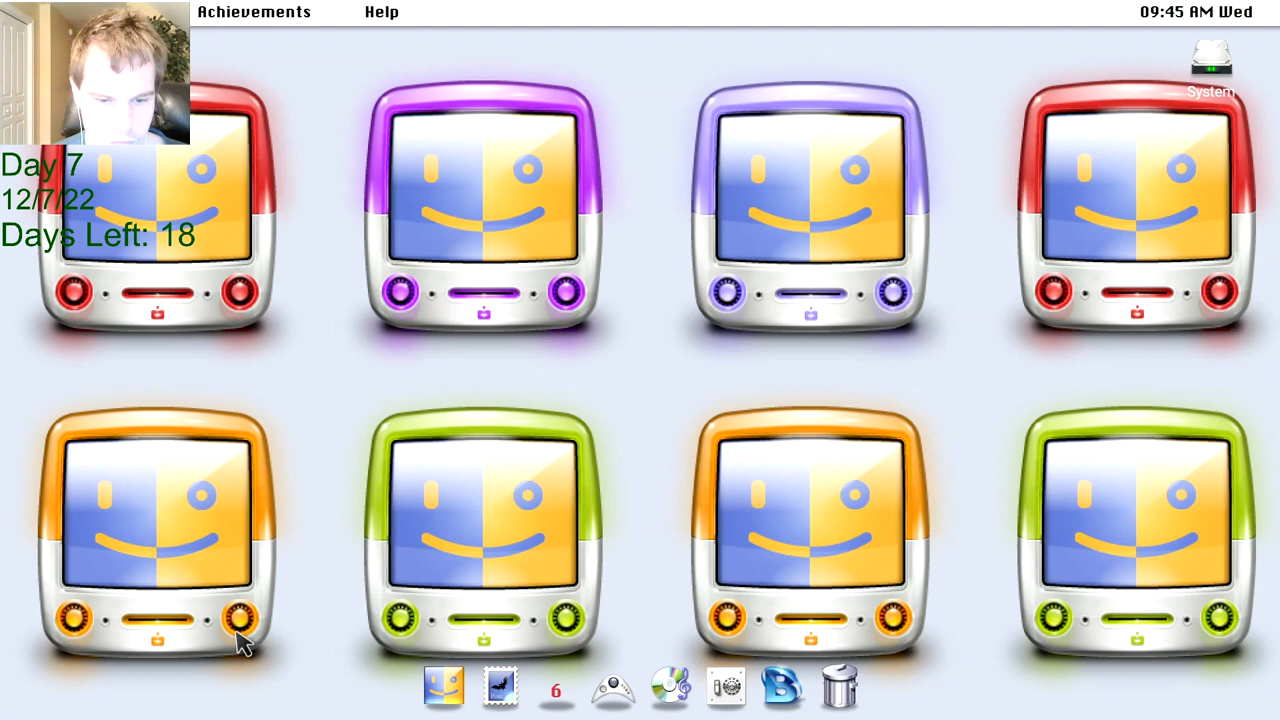 Achievements Help 09:45 AM Wed
System
Day 7
12/7/22
Days Left: 18
6
B